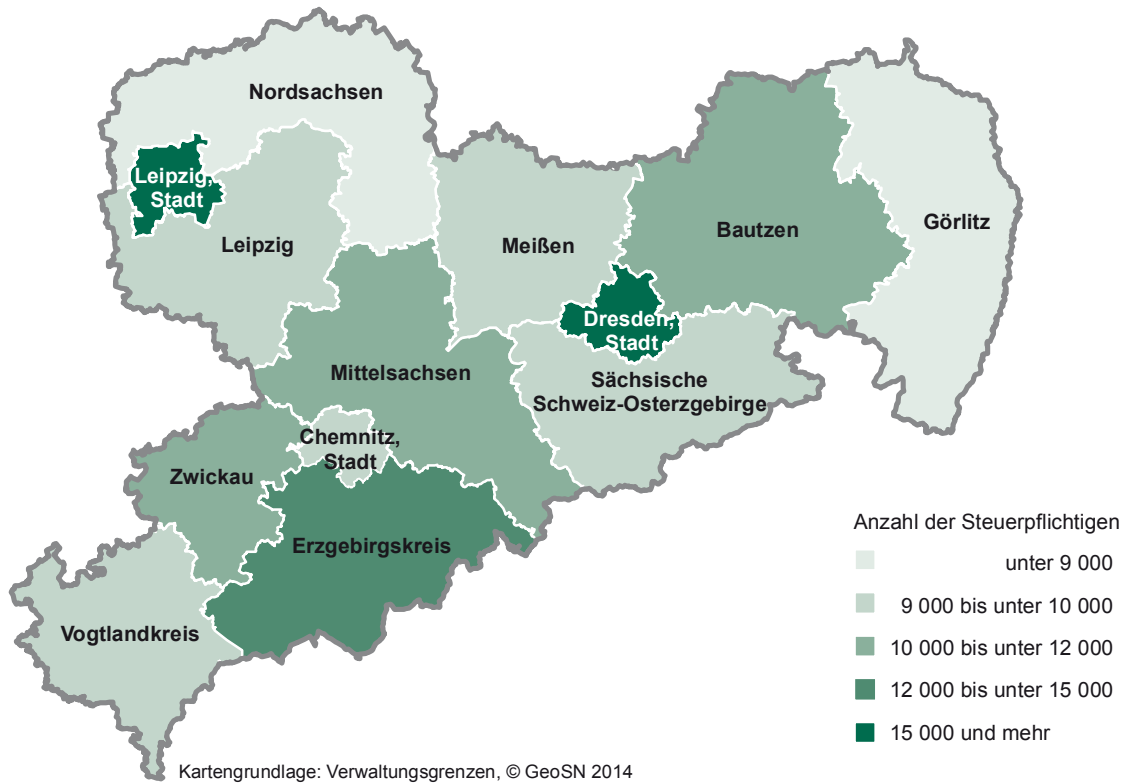 Nordsachsen
Leipzig,
Stadt
Leipzig
Meißen
Bautzen
Görlitz
Dresden,
Stadt
Mittelsachsen
Sächsische
Schweiz-Osterzgebirge
Chemnitz,
Stadt
Zwickau
Erzgebirgskreis
Vogtlandkreis
Anzahl der Steuerpflichtigen
unter 9 000
9 000 bis unter 10 000
10 000 bis unter 12 000
12 000 bis unter 15 000
15 000 und mehr
Kartengrundlage: Verwaltungsgrenzen, © GeoSN 2014